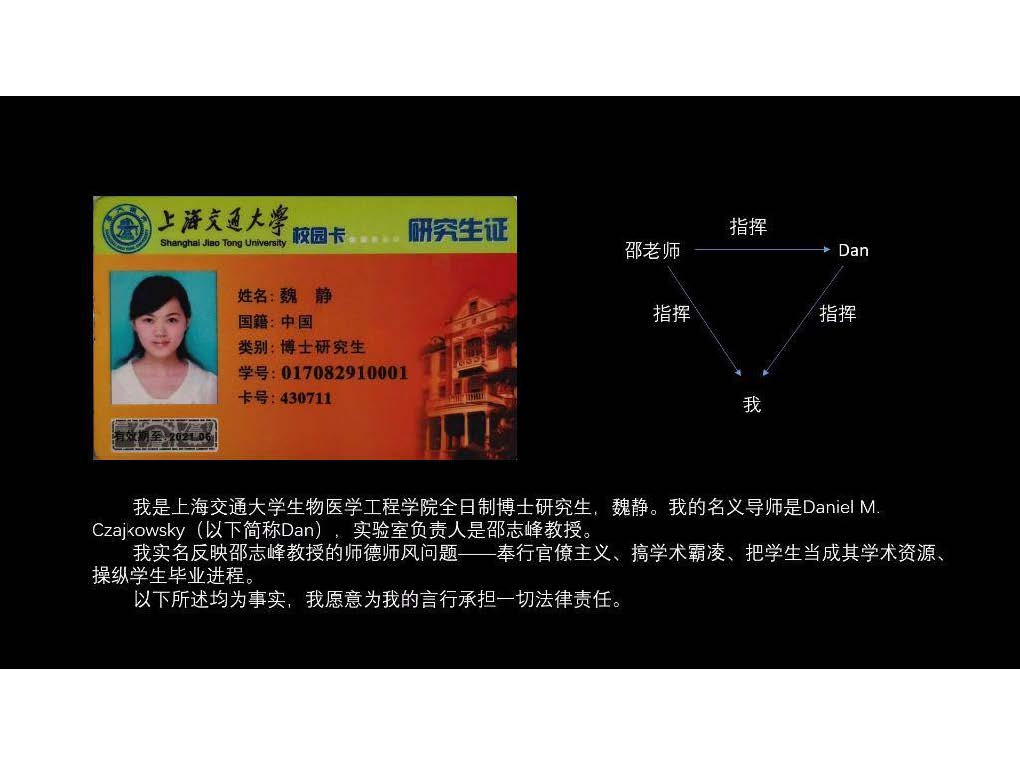 上海交通大学
Shanghai Jiao Tong University
校园卡
研究生证
姓名：魏 静
国籍：中国
类别：博士研究生
学号：017082910001
卡号：430711
有效期至：2021.06
指挥
邵老师
Dan
指挥
指挥
我
我是上海交通大学生物医学工程学院全日制博士研究生，魏静。我的名义导师是Daniel M.
Czajkowsky（以下简称Dan），实验室负责人是邵志峰教授。
我实名反映邵志峰教授的师德师风问题——奉行官僚主义、搞学术霸凌、把学生当成其学术资源、
操纵学生毕业进程。
以下所述均为事实，我愿意为我的言行承担一切法律责任。